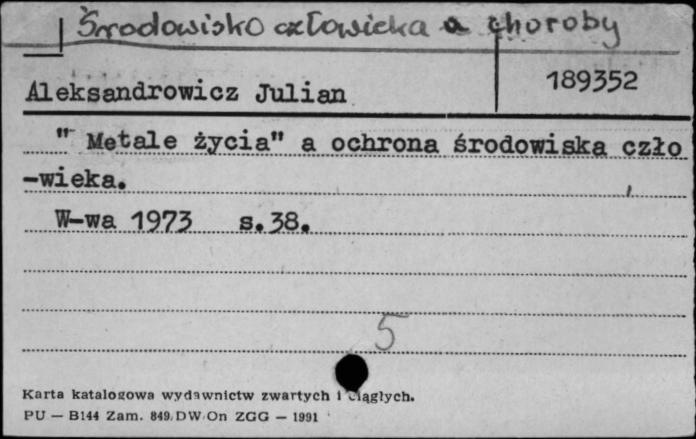 Środowisko człowieka a choroby
Aleksandrowicz Julian
189352
" Metale życia" a ochrona środowiska czło
-wieka.
W-wa 1973 s.38.
5
Karta katalogowa wydawnictw zwartych i ciągłych.
PU — B144 Zam. 849. DW On ZGG — 1991